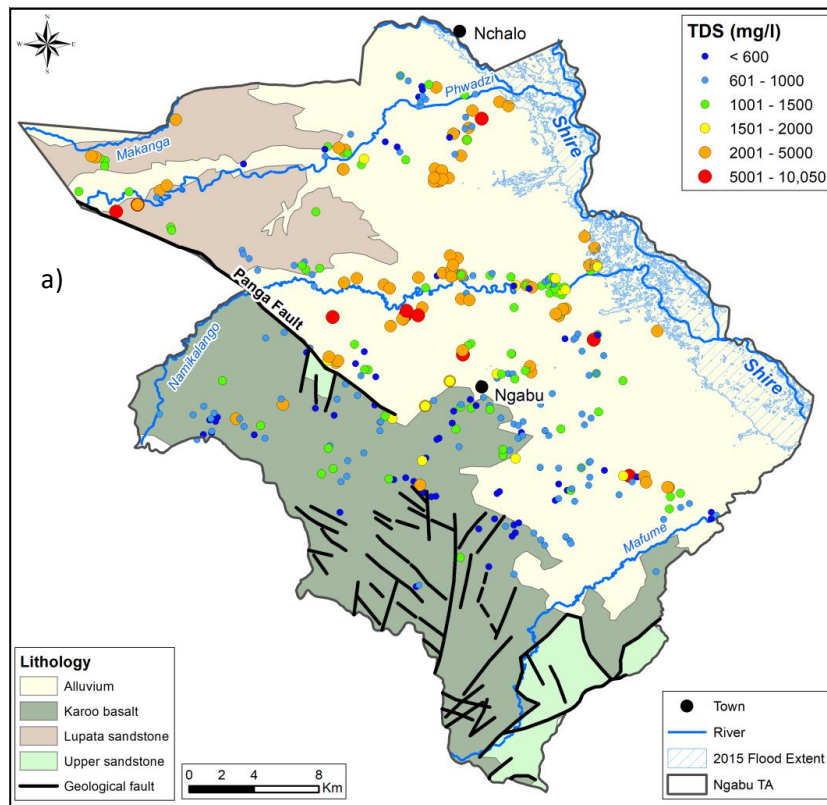 N
W
E
S
Nchalo
TDS (mg/l)
< 600
601 - 1000
1001 - 1500
1501 - 2000
2001 - 5000
5001 - 10,050
Phwadzi
Shire
Makanga
a)
Panga Fault
Namikalango
Shire
Ngabu
Mafume
Lithology
Alluvium
Karoo basalt
Lupata sandstone
Upper sandstone
Geological fault
0 2 4 8
Km
Town
River
2015 Flood Extent
Ngabu TA